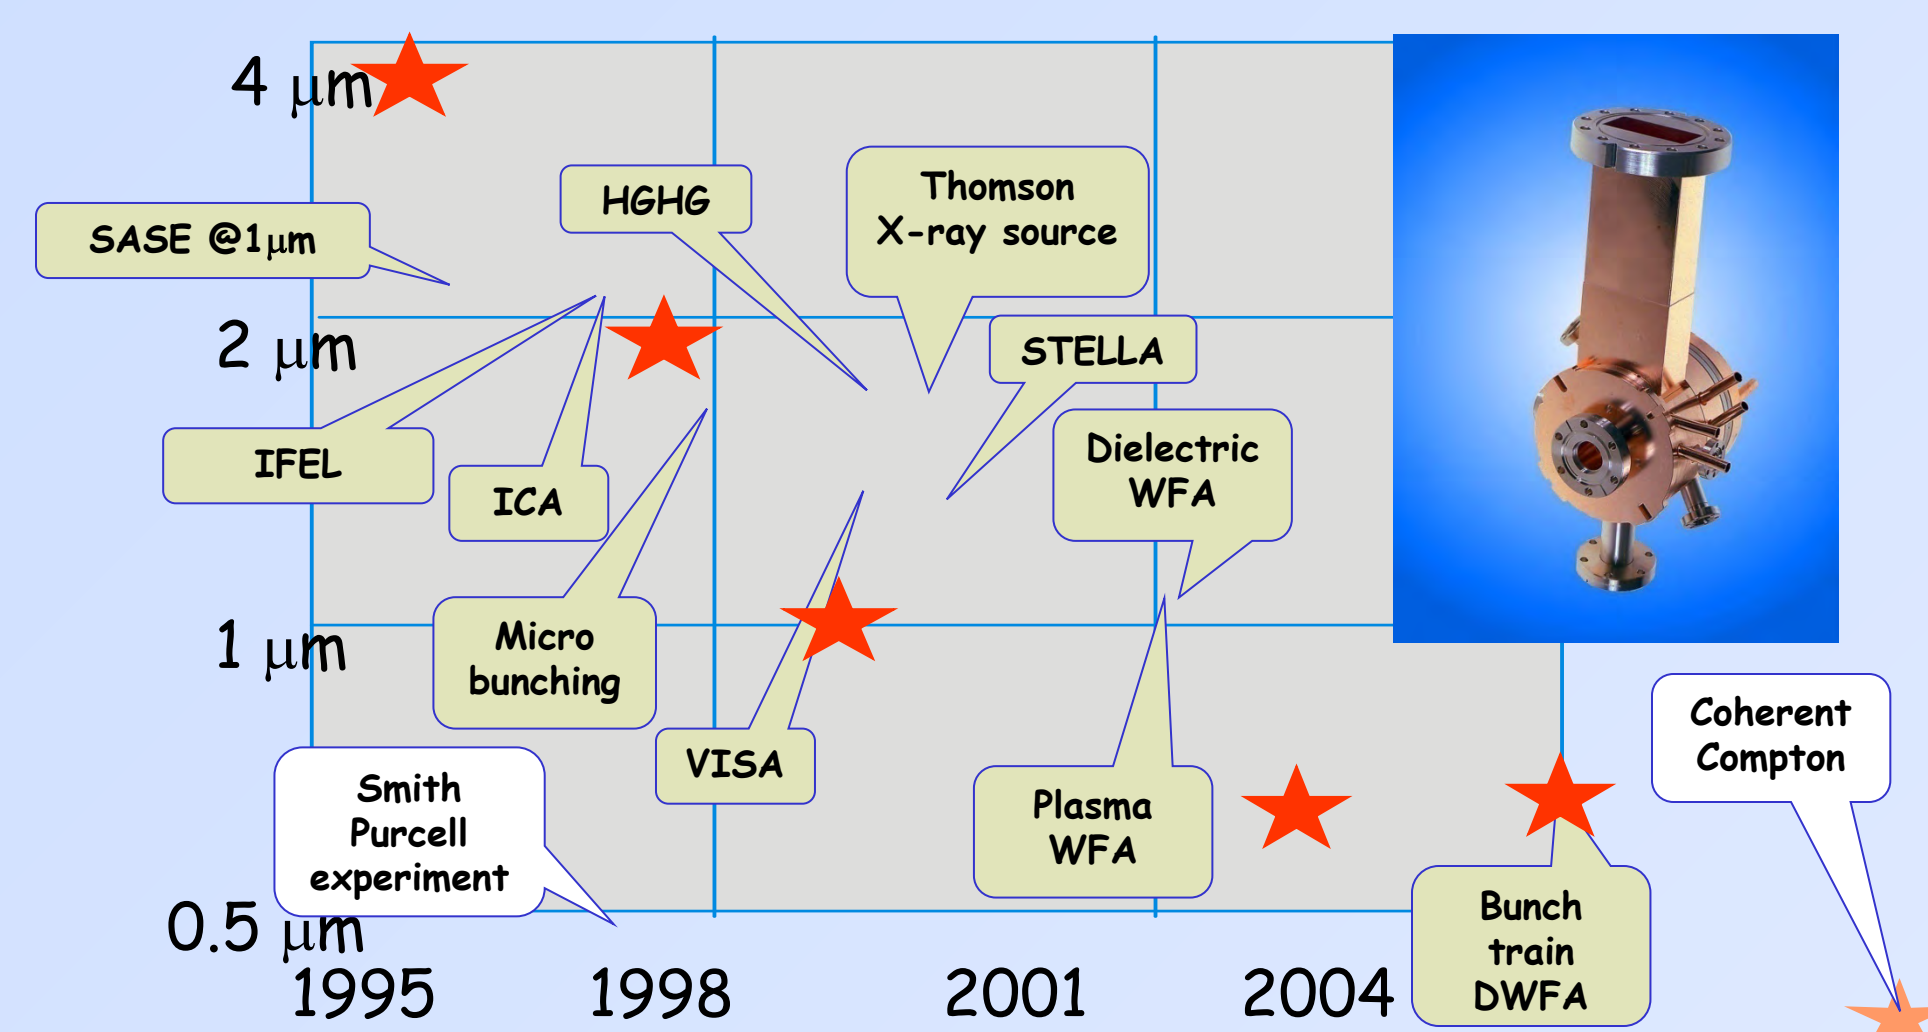 4 μm
HGHG
Thomson
X-ray source
SASE @1μm
2 μm
STELLA
IFEL
ICA
Dielectric
WFA
1 μm
Micro
bunching
VISA
Coherent
Compton
Smith
Purcell
experiment
Plasma
WFA
0.5 μm
Bunch
train
DWFA
1995
1998
2001
2004